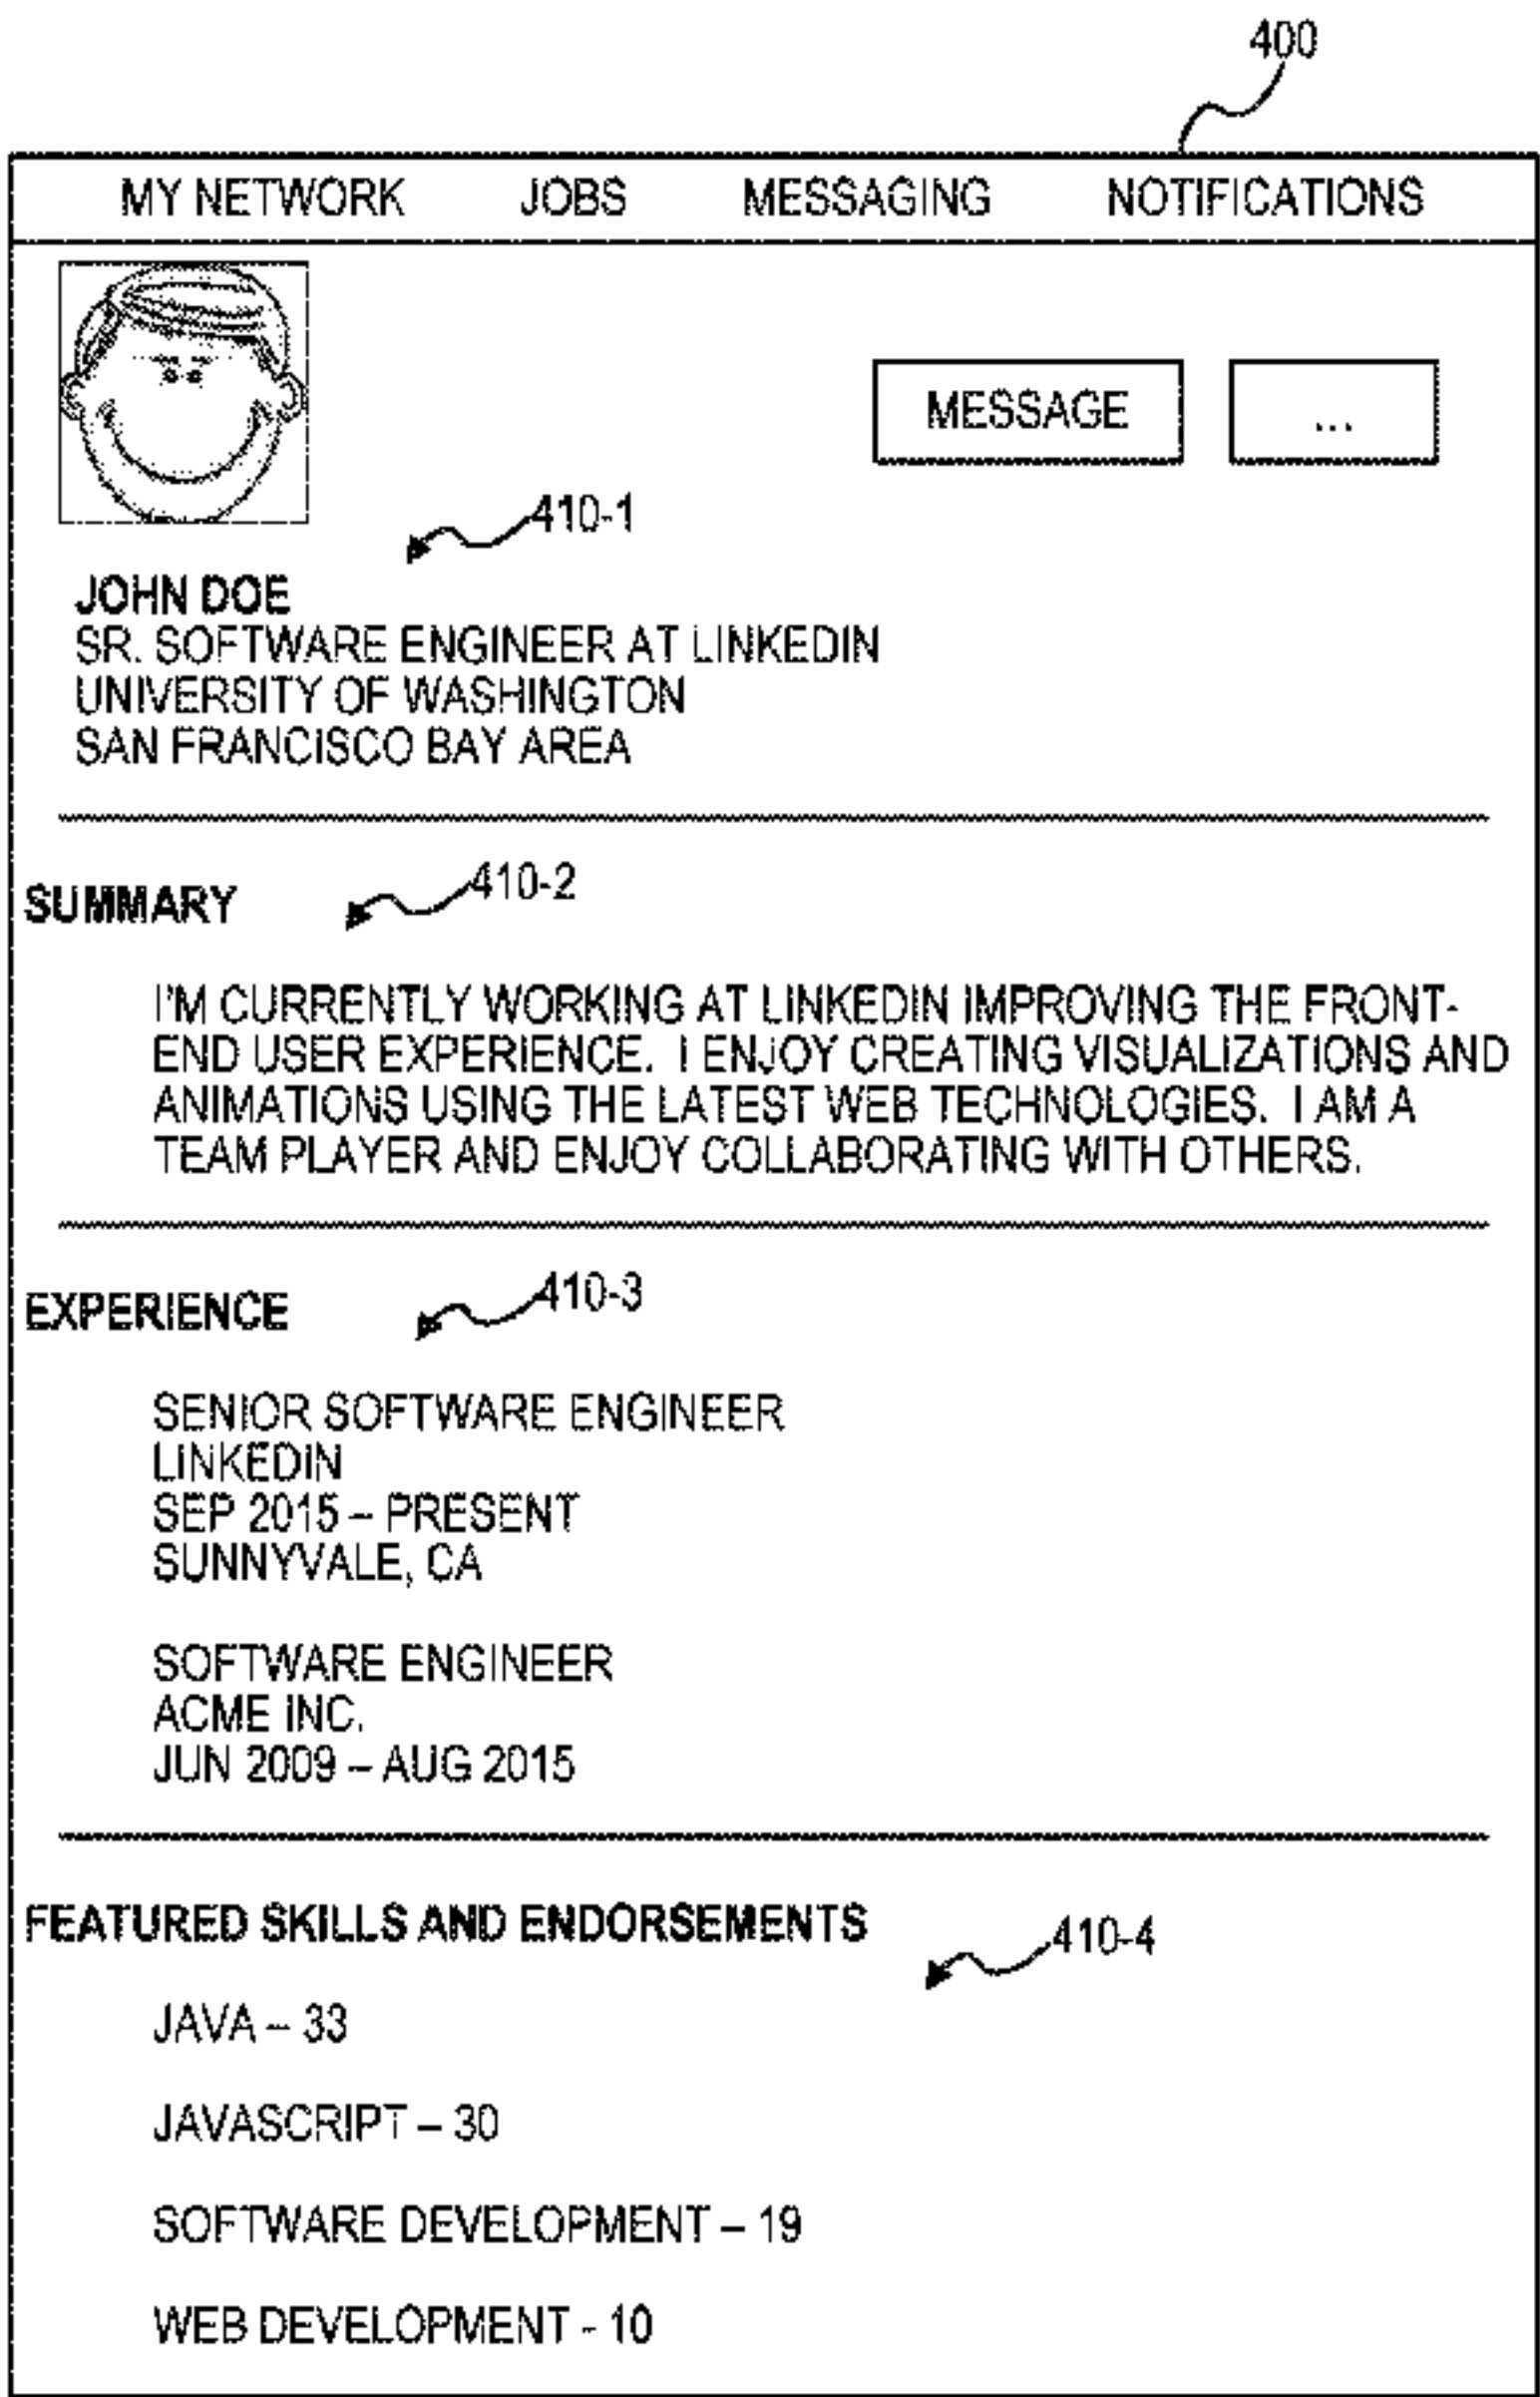 400
MY NETWORK JOBS MESSAGING NOTIFICATIONS
MESSAGE ...
410-1
JOHN DOE
SR. SOFTWARE ENGINEER AT LINKEDIN
UNIVERSITY OF WASHINGTON
SAN FRANCISCO BAY AREA
SUMMARY 410-2
I'M CURRENTLY WORKING AT LINKEDIN IMPROVING THE FRONT-
END USER EXPERIENCE. I ENJOY CREATING VISUALIZATIONS AND
ANIMATIONS USING THE LATEST WEB TECHNOLOGIES. I AM A
TEAM PLAYER AND ENJOY COLLABORATING WITH OTHERS.
EXPERIENCE 410-3
SENIOR SOFTWARE ENGINEER
LINKEDIN
SEP 2015 – PRESENT
SUNNYVALE, CA
SOFTWARE ENGINEER
ACME INC.
JUN 2009 – AUG 2015
FEATURED SKILLS AND ENDORSEMENTS 410-4
JAVA – 33
JAVASCRIPT – 30
SOFTWARE DEVELOPMENT – 19
WEB DEVELOPMENT - 10